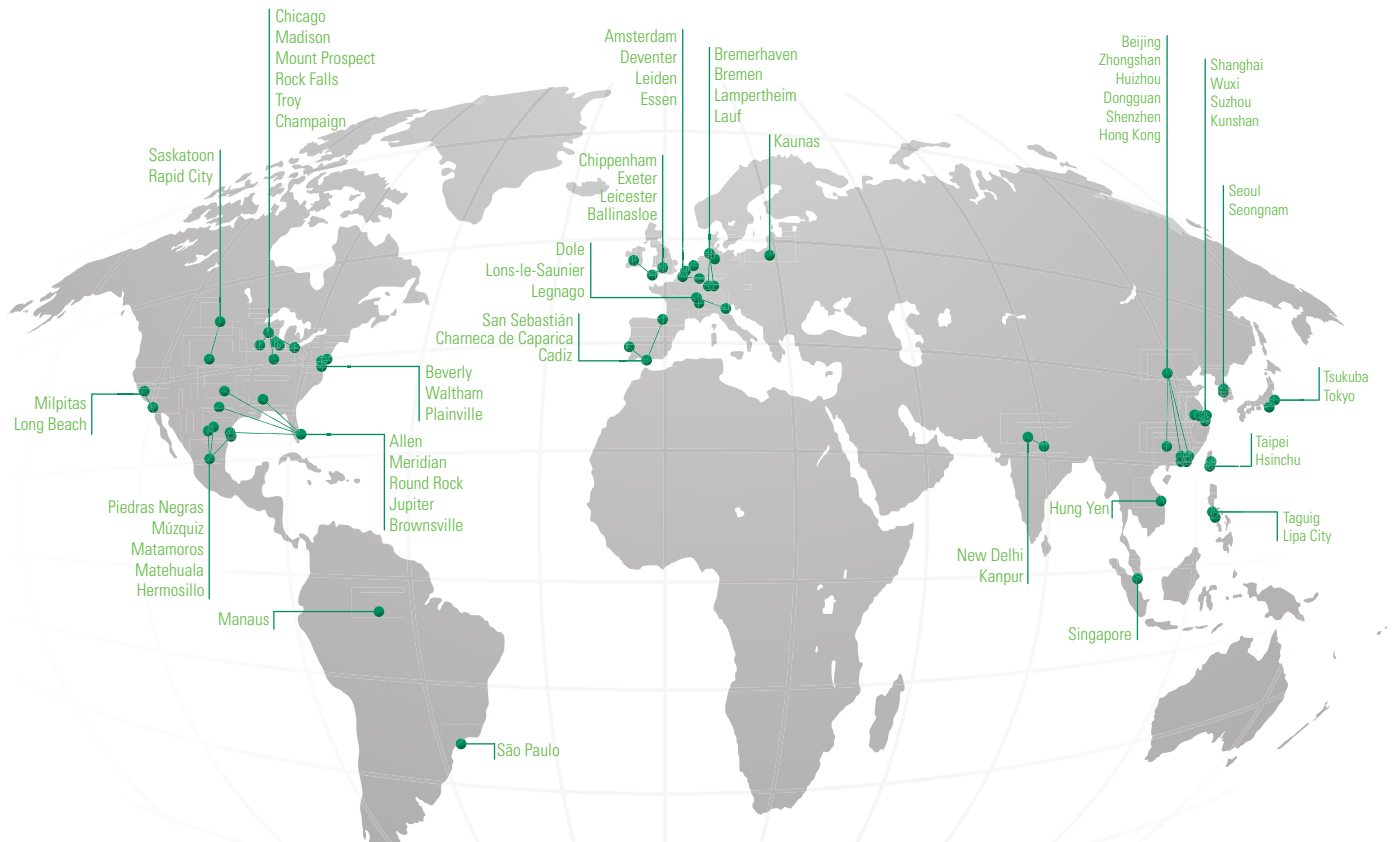 Chicago
Madison
Mount Prospect
Rock Falls
Troy
Champaign
Saskatoon
Rapid City
Amsterdam
Deventer
Leiden
Essen
Bremerhaven
Bremen
Lampertheim
Lauf
Kaunas
Chippenham
Exeter
Leicester
Ballinasloe
Dole
Lons-le-Saunier
Legnago
San Sebastián
Charneca de Caparica
Cadiz
Beijing
Zhongshan
Huizhou
Dongguan
Shenzhen
Hong Kong
Shanghai
Wuxi
Suzhou
Kunshan
Seoul
Seongnam
Tsukuba
Tokyo
Milpitas
Long Beach
Beverly
Waltham
Plainville
Allen
Meridian
Round Rock
Jupiter
Brownsville
Piedras Negras
Múzquiz
Matamoros
Matehuala
Hermosillo
Manaus
São Paulo
Taipei
Hsinchu
Hung Yen
Taguig
Lipa City
New Delhi
Kanpur
Singapore